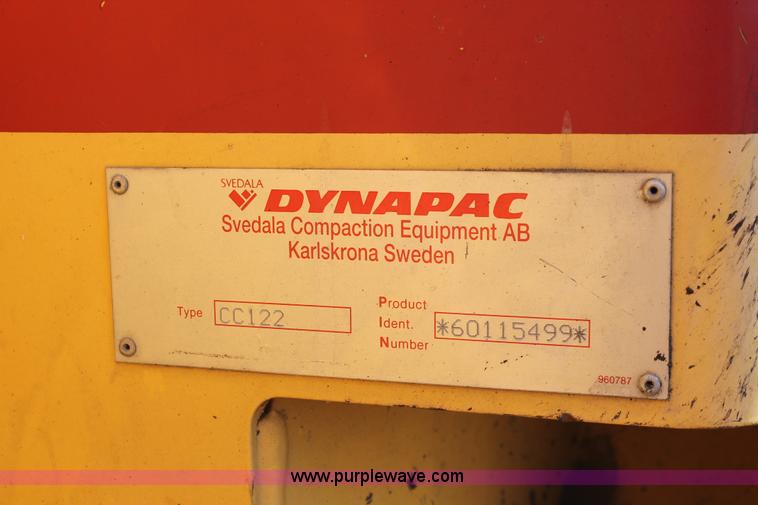 SVEDALA
DYNAPAC
Svedala Compaction Equipment AB
Karlskrona Sweden
Type CC122
Product
Ident. *60115499*
Number
960787
www.purplewave.com